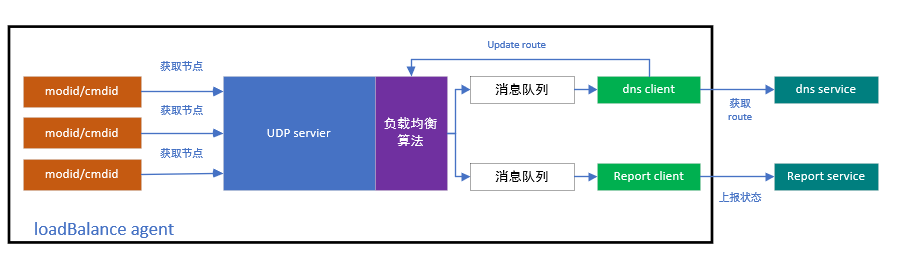 Update route
获取节点
modid/cmdid
获取节点
modid/cmdid
获取节点
modid/cmdid
UDP servier
负载均衡
算法
消息队列
dns client
获取
route
dns service
消息队列
Report client
上报状态
Report service
loadBalance agent